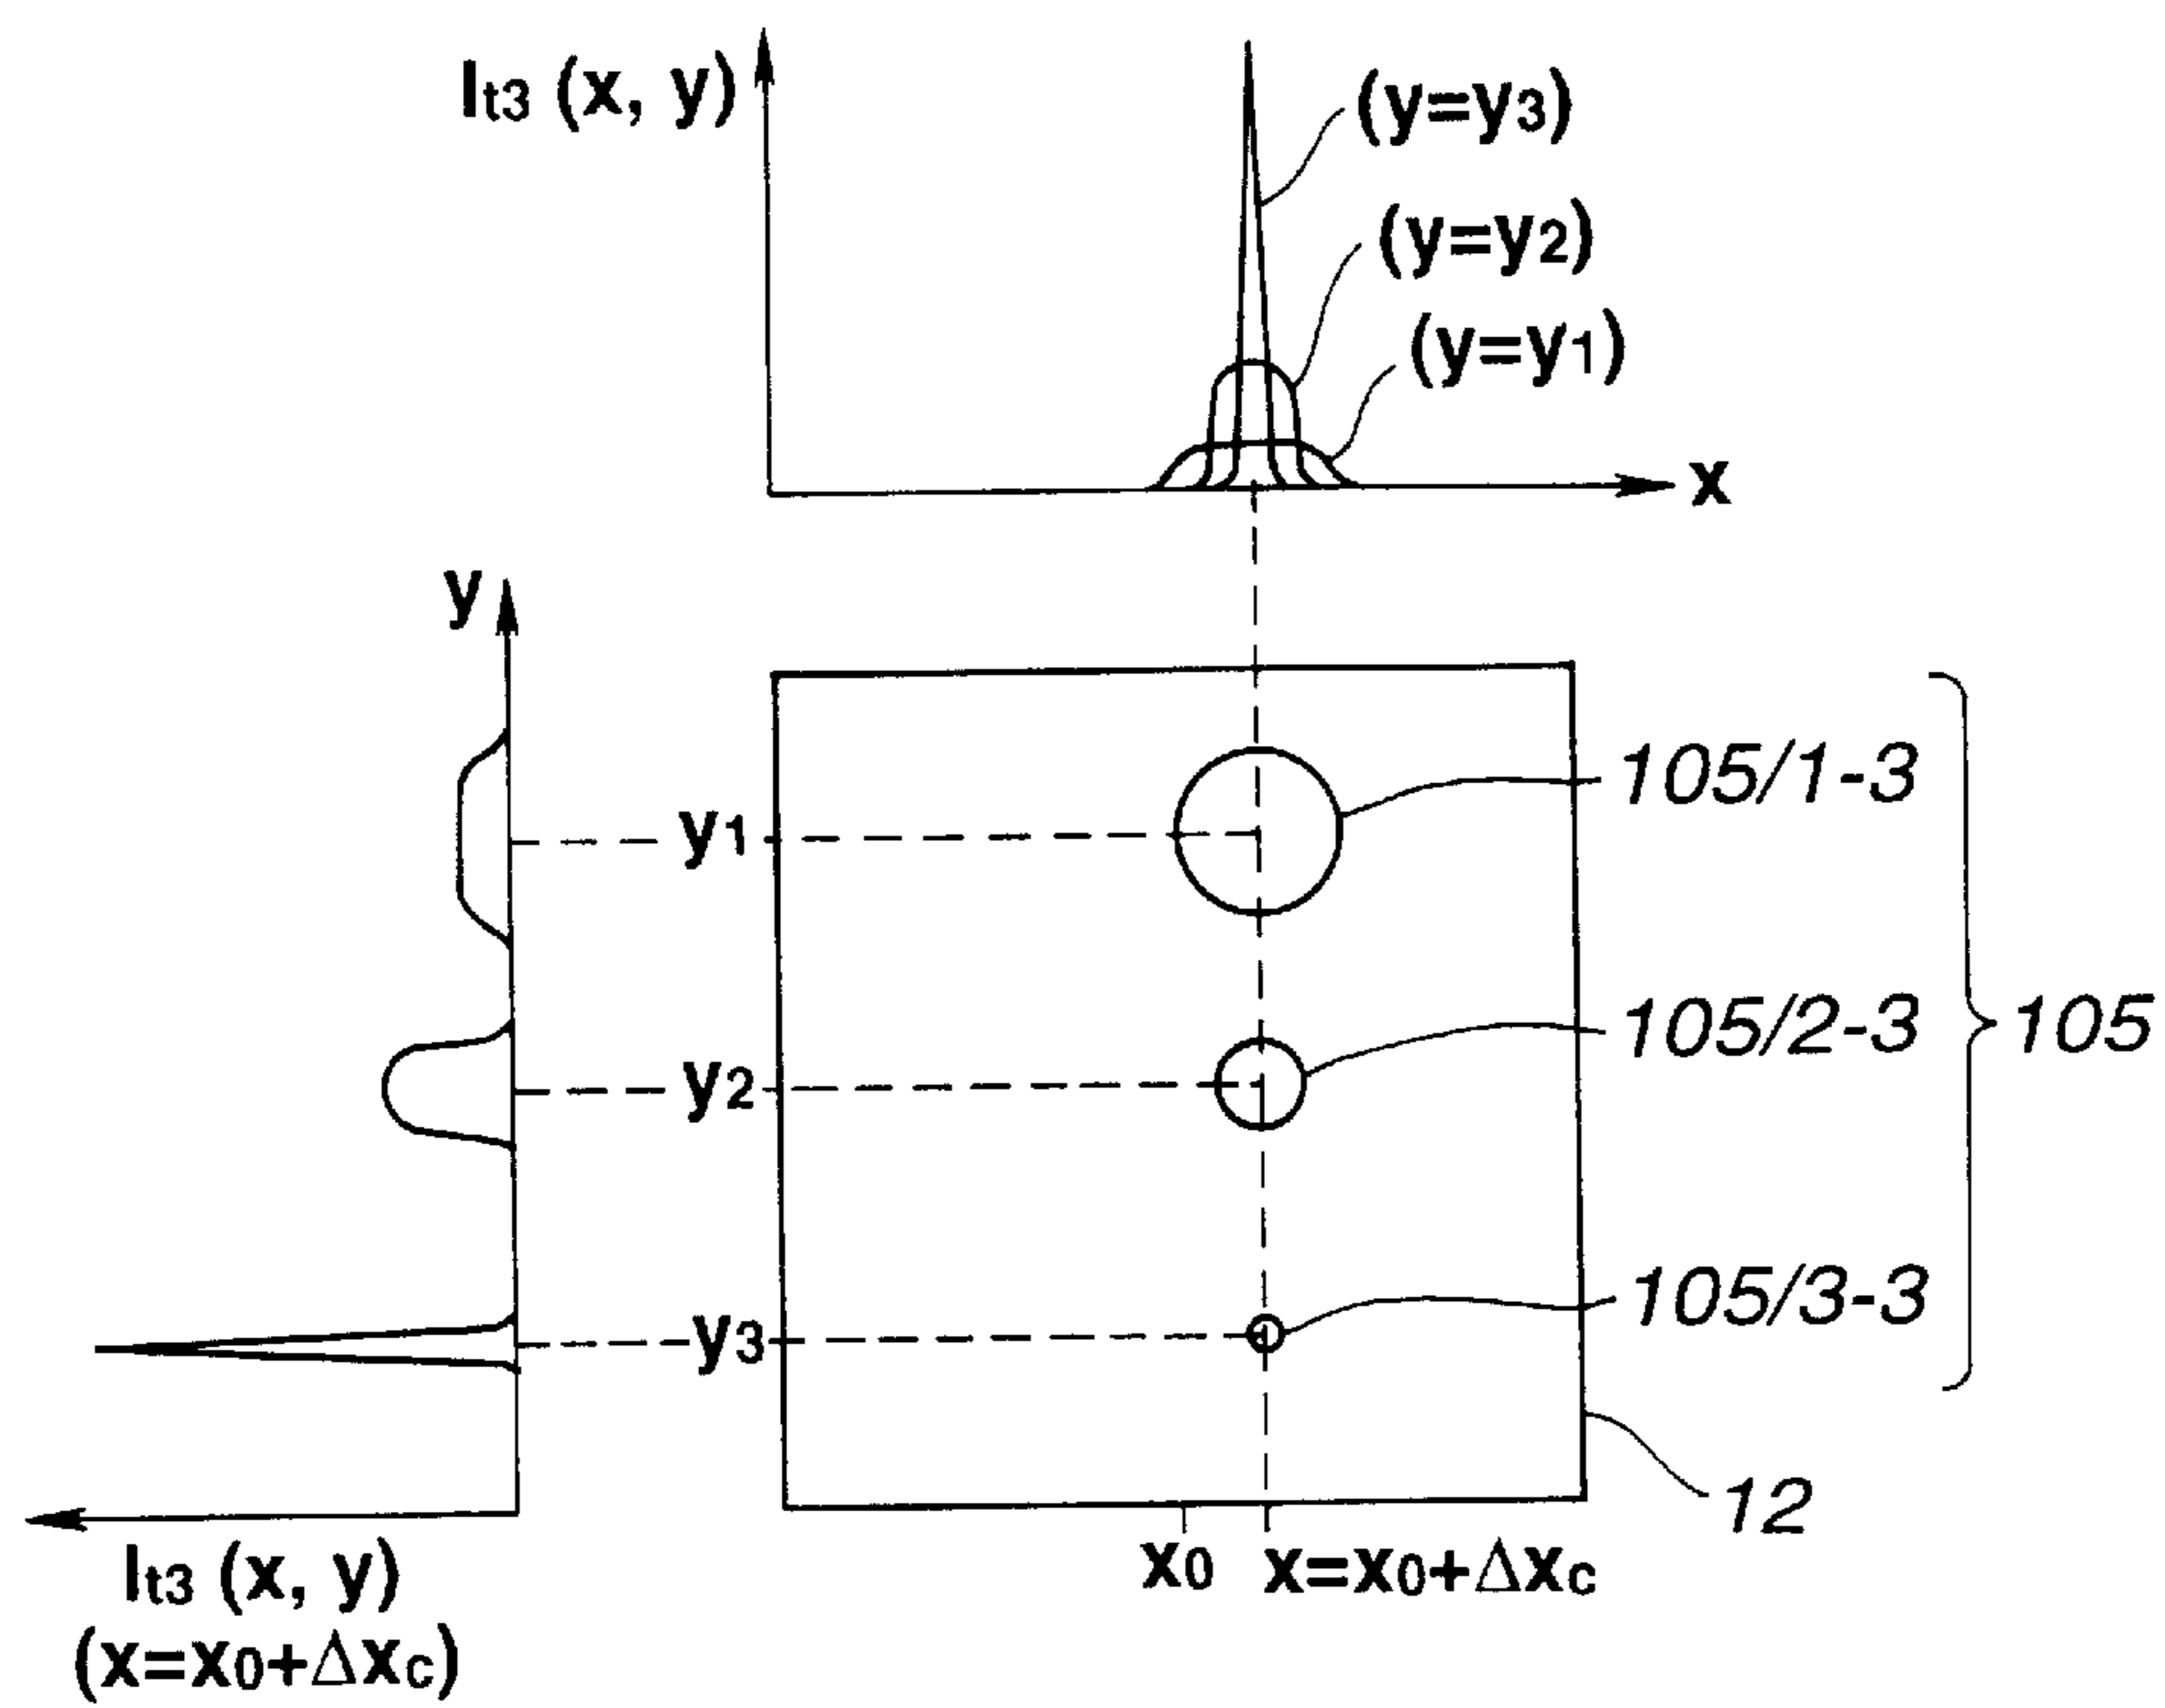 It3 (x, y)
(y=y3)
(y=y2)
(y=y1)
x
y
y1
105/1-3
y2
105/2-3
105
y3
105/3-3
12
x0
x=x0+Δxc
It3 (x, y)
(x=x0+Δxc)